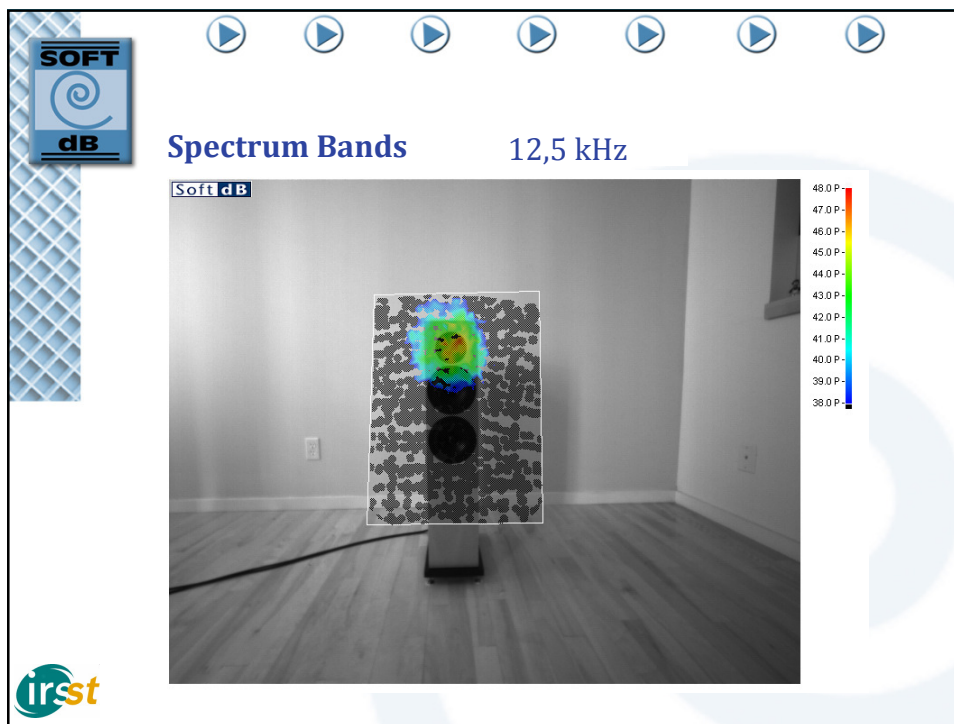 SOFT
dB
Spectrum Bands 12,5 kHz
Soft dB
48.0 P
47.0 P
46.0 P
45.0 P
44.0 P
43.0 P
42.0 P
41.0 P
40.0 P
39.0 P
38.0 P
irsst